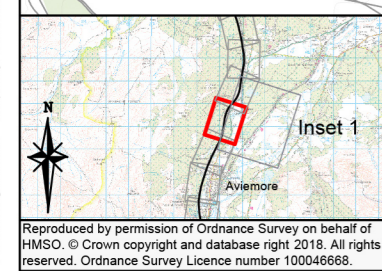 N
Inset 1
Aviemore
Reproduced by permission of Ordnance Survey on behalf of
HMSO. © Crown copyright and database right 2018. All rights
reserved. Ordnance Survey Licence number 100046668.